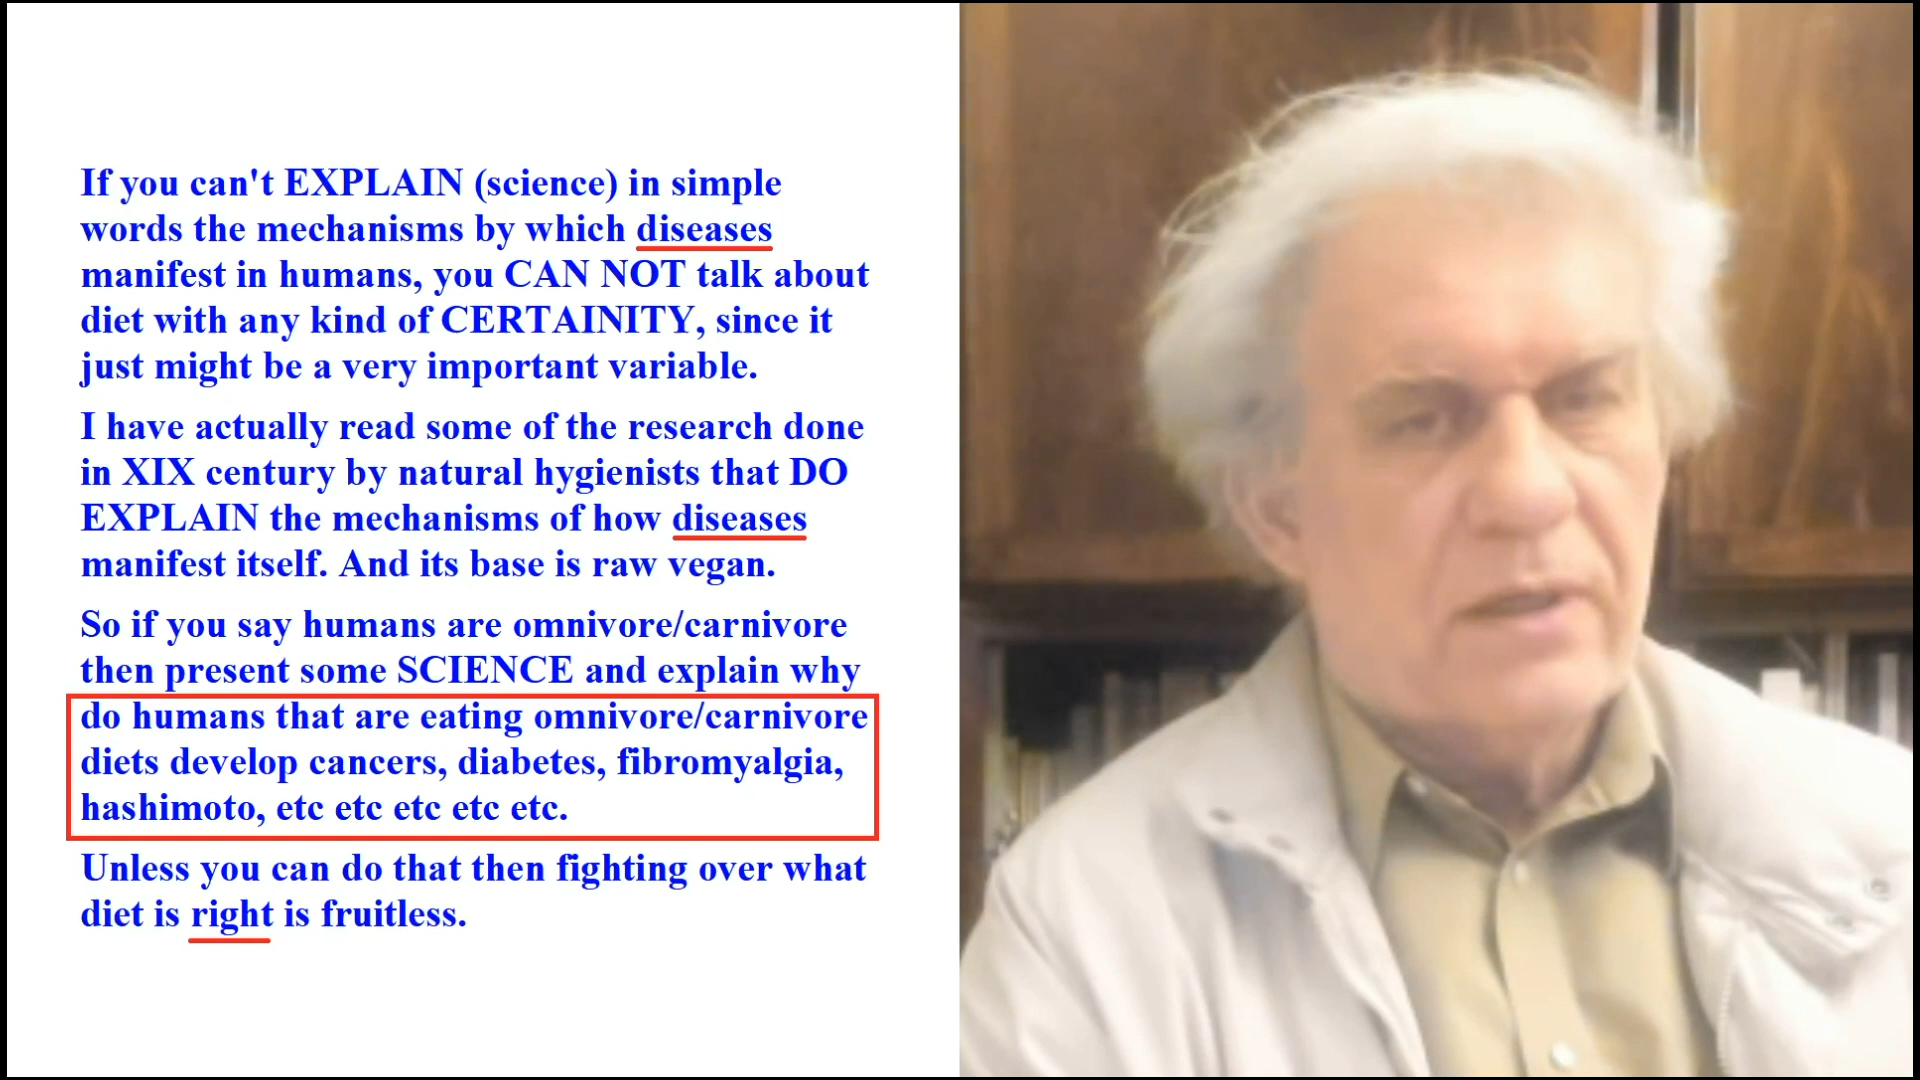 If you can't EXPLAIN (science) in simple
words the mechanisms by which diseases
manifest in humans, you CAN NOT talk about
diet with any kind of CERTAINITY, since it
just might be a very important variable.
I have actually read some of the research done
in XIX century by natural hygienists that DO
EXPLAIN the mechanisms of how diseases
manifest itself. And its base is raw vegan.
So if you say humans are omnivore/carnivore
then present some SCIENCE and explain why
do humans that are eating omnivore/carnivore
diets develop cancers, diabetes, fibromyalgia,
hashimoto, etc etc etc etc etc.
Unless you can do that then fighting over what
diet is right is fruitless.